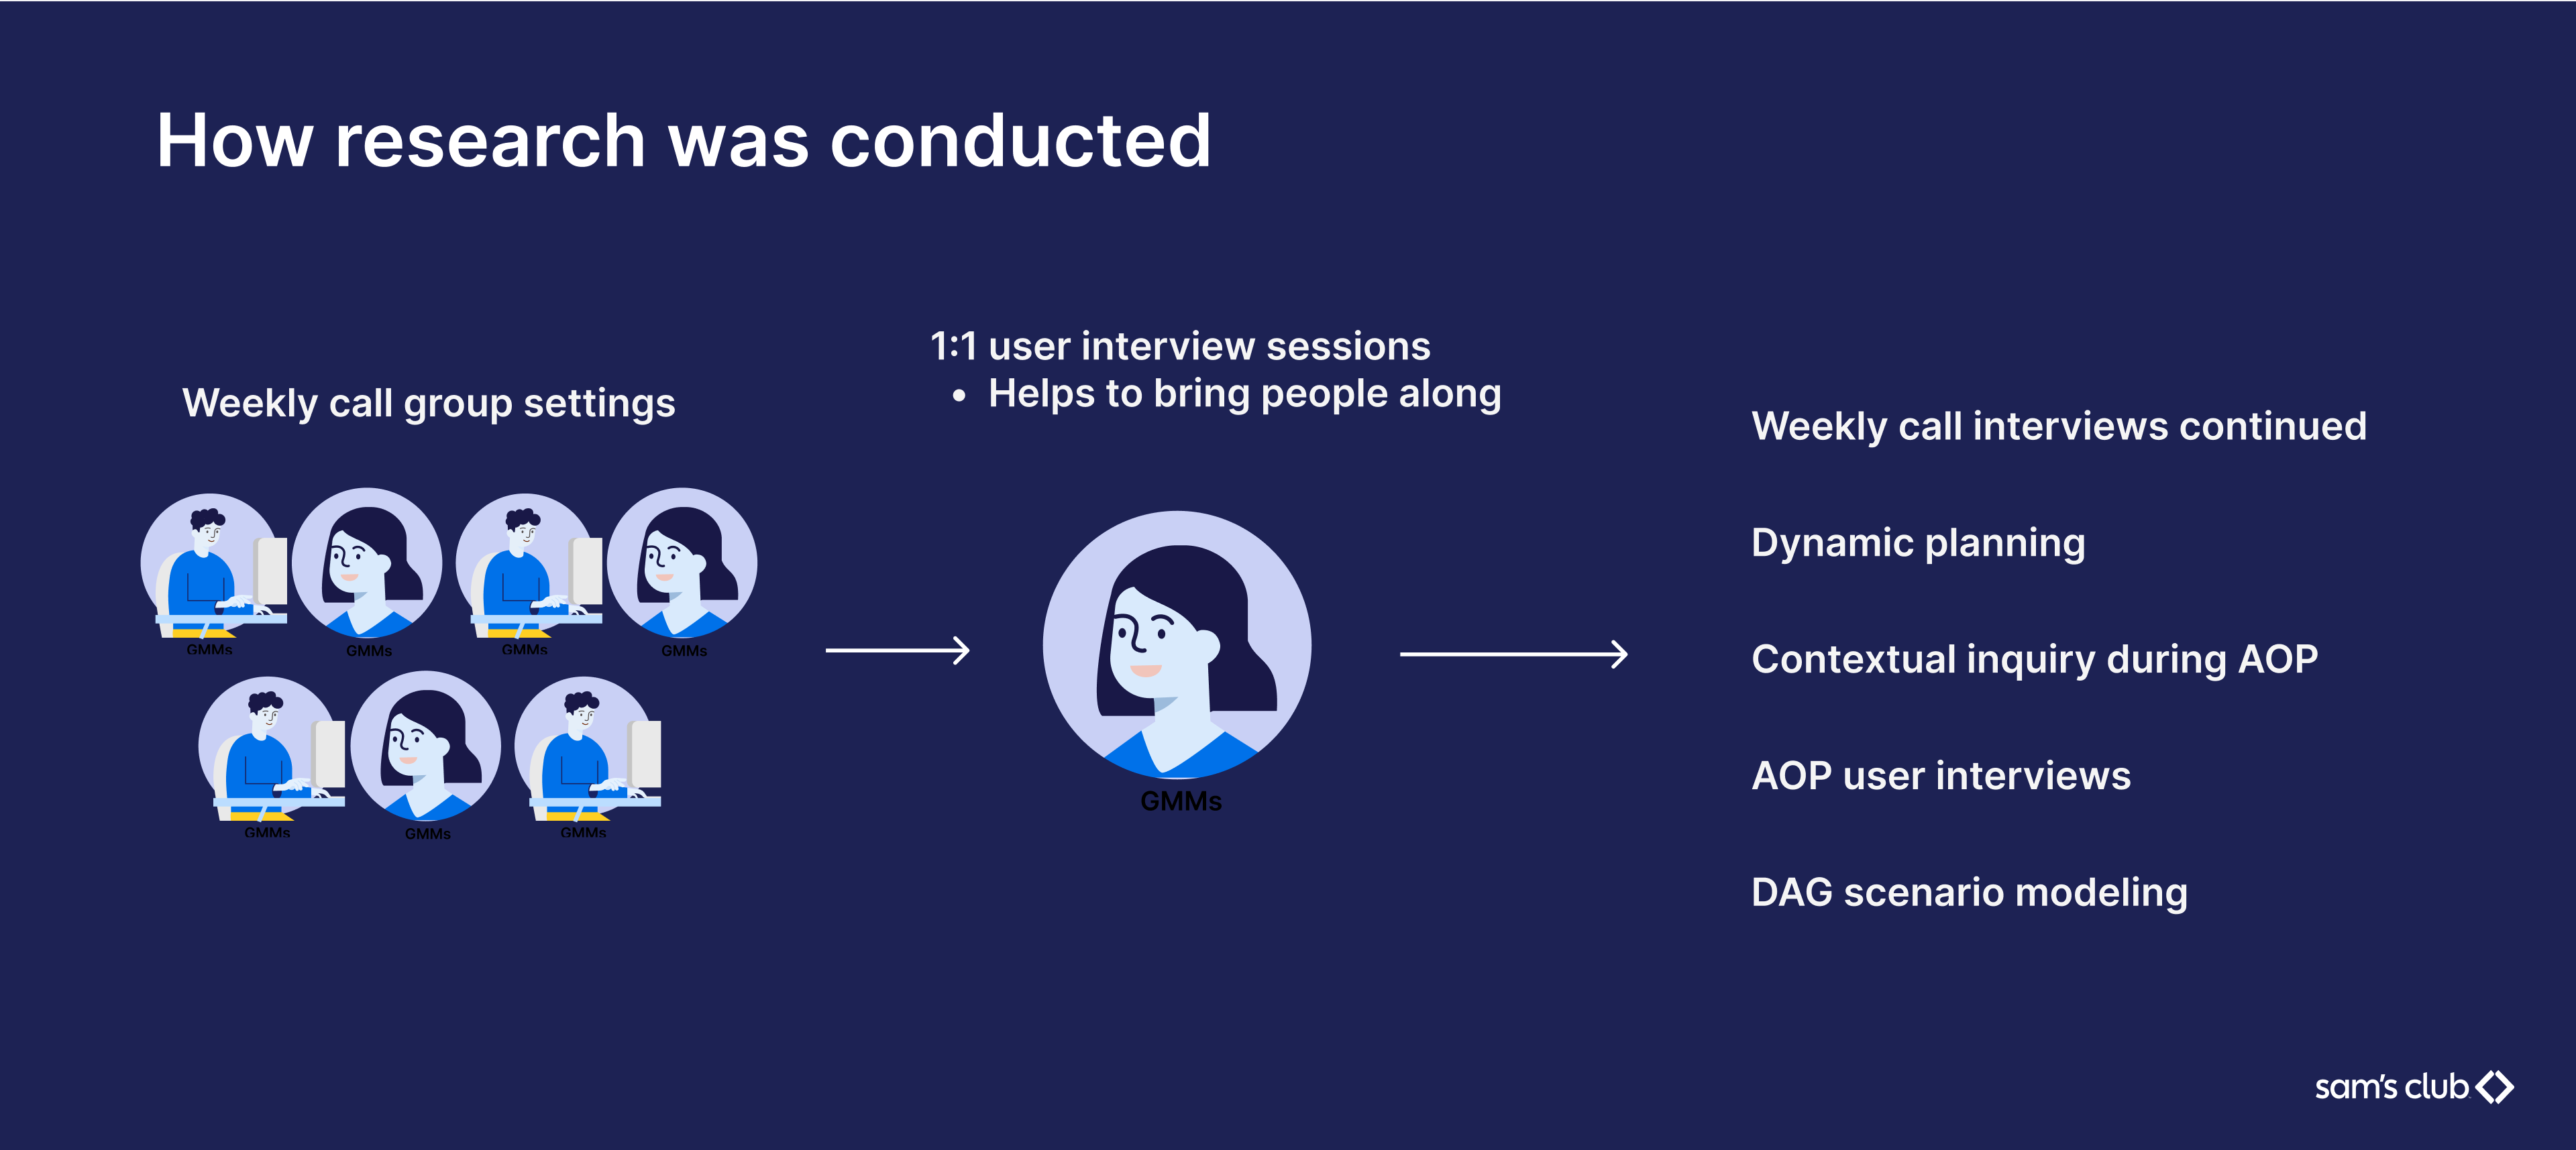 How research was conducted
Weekly call group settings
GMMs
GMMs
GMMs
GMMs
GMMs
GMMs
GMMs
1:1 user interview sessions
• Helps to bring people along
GMMs
Weekly call interviews continued
Dynamic planning
Contextual inquiry during AOP
AOP user interviews
DAG scenario modeling
sam's club